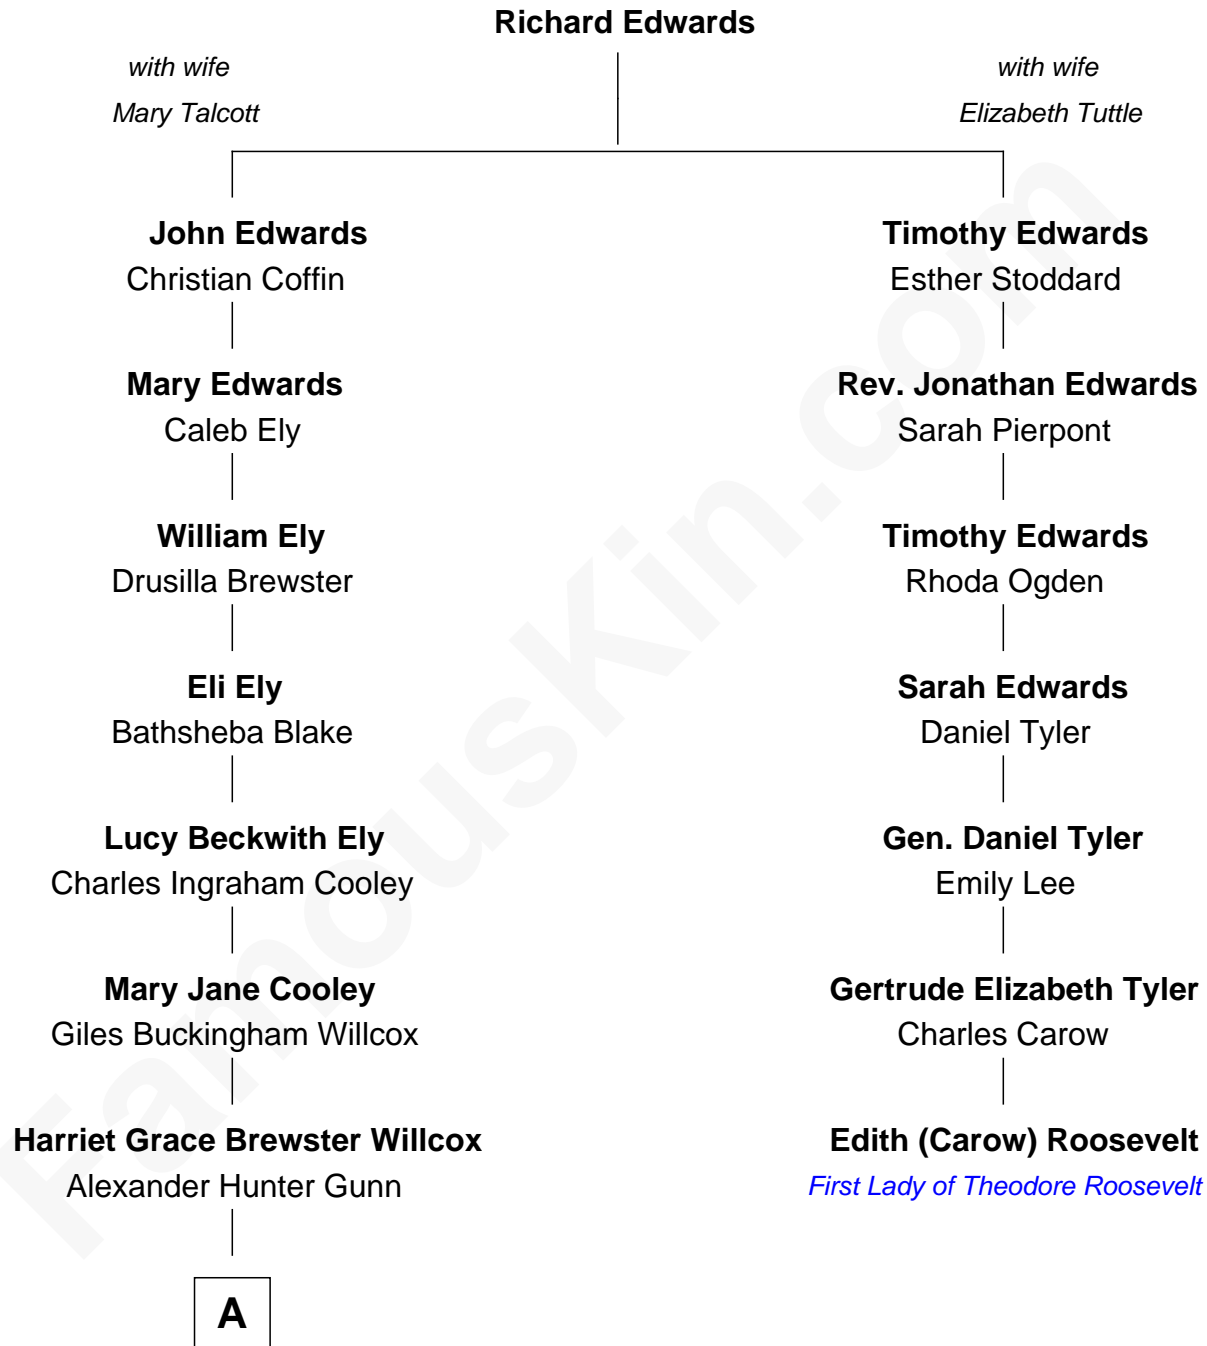 Richard Edwards
with wife
Mary Talcott
with wife
Elizabeth Tuttle
John Edwards
Christian Coffin
Timothy Edwards
Esther Stoddard
Mary Edwards
Caleb Ely
Rev. Jonathan Edwards
Sarah Pierpont
William Ely
Drusilla Brewster
Timothy Edwards
Rhoda Ogden
Eli Ely
Bathsheba Blake
Sarah Edwards
Daniel Tyler
Lucy Beckwith Ely
Charles Ingraham Cooley
Gen. Daniel Tyler
Emily Lee
Mary Jane Cooley
Giles Buckingham Willcox
Gertrude Elizabeth Tyler
Charles Carow
Harriet Grace Brewster Willcox
Alexander Hunter Gunn
Edith (Carow) Roosevelt
First Lady of Theodore Roosevelt
A
FamousKin.com